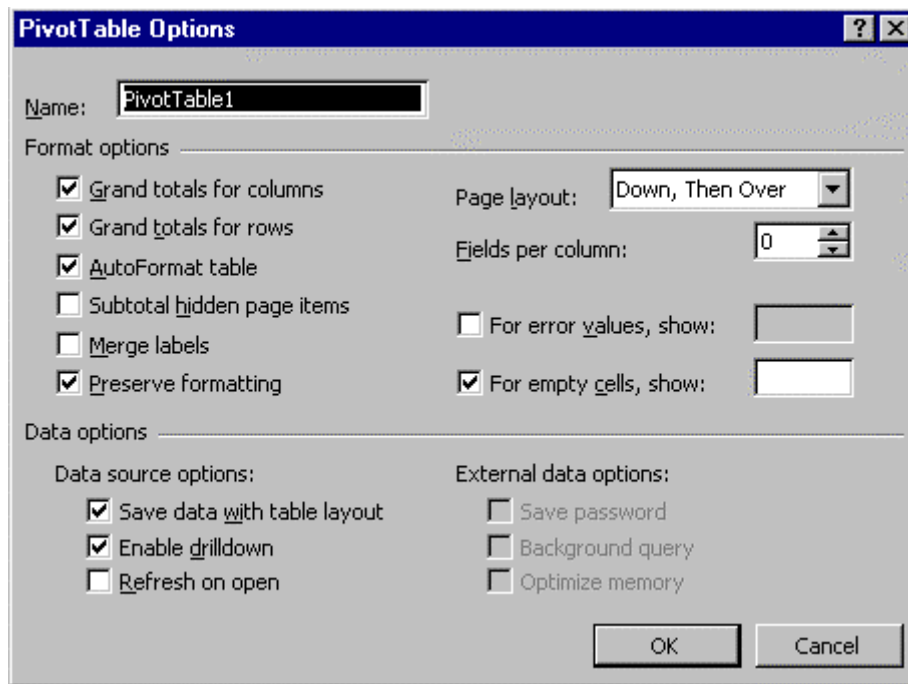 PivotTable Options
Name: PivotTable1
Format options
Grand totals for columns
Grand totals for rows
AutoFormat table
Subtotal hidden page items
Merge labels
Preserve formatting
Page layout: Down, Then Over
Fields per column: 0
For error values, show:
For empty cells, show:
Data options
Data source options:
Save data with table layout
Enable drilldown
Refresh on open
External data options:
Save password
Background query
Optimize memory
OK Cancel